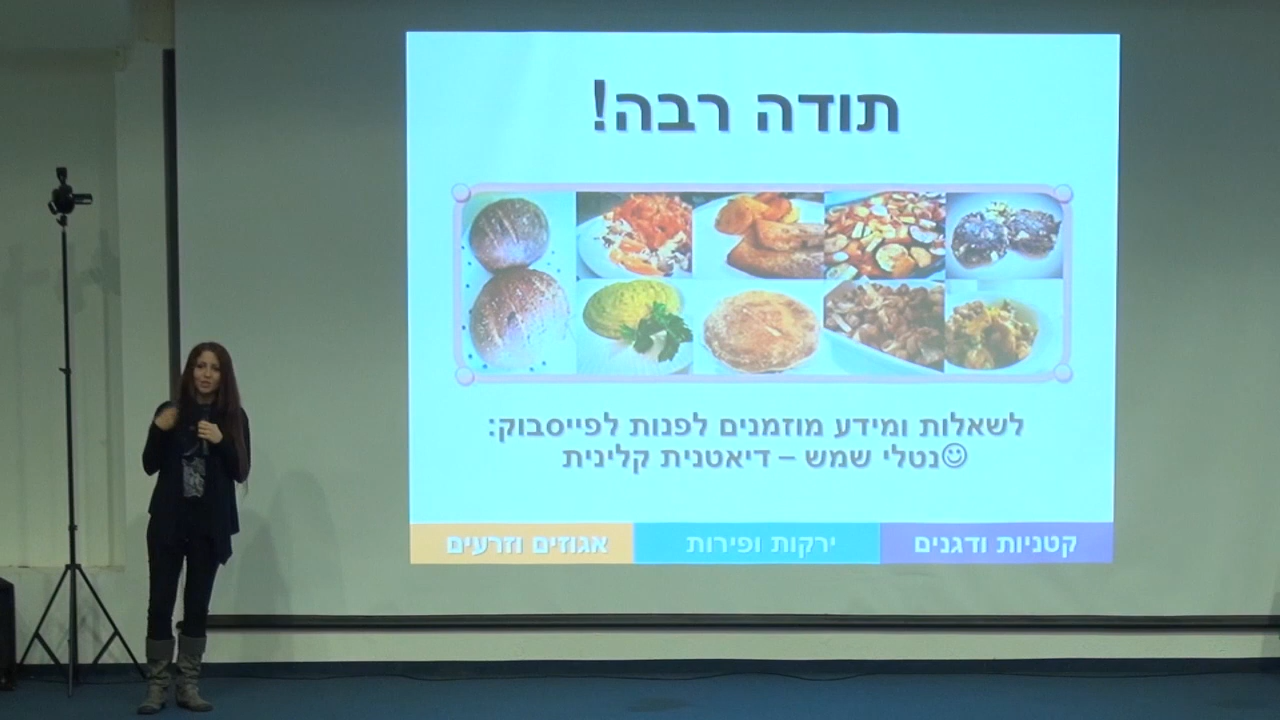 תודה רבה!
לשאלות ומידע מוזמנים לפנות לפייסבוק:
☺נטלי שמש – דיאטנית קלינית
קטניות ודגנים
ירקות ופירות
אגוזים וזרעים